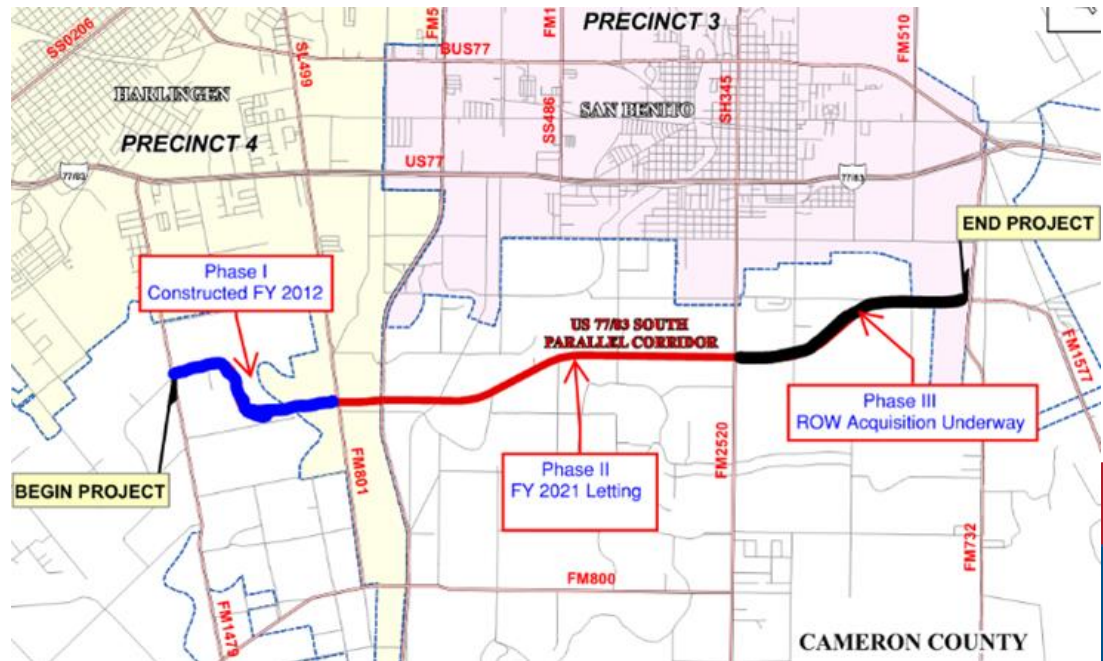 PRECINCT 3
SS0206
SL499
FM5
BUS77
FM1
FM510
HARLINGEN
SS486
SAN BENITO
SH345
PRECINCT 4
US77
77/83
77/83
END PROJECT
Phase I
Constructed FY 2012
US 77/83 SOUTH
PARALLEL CORRIDOR
FM1577
Phase III
ROW Acquisition Underway
BEGIN PROJECT
FM801
Phase II
FY 2021 Letting
FM2520
FM732
FM800
FM1479
CAMERON COUNTY